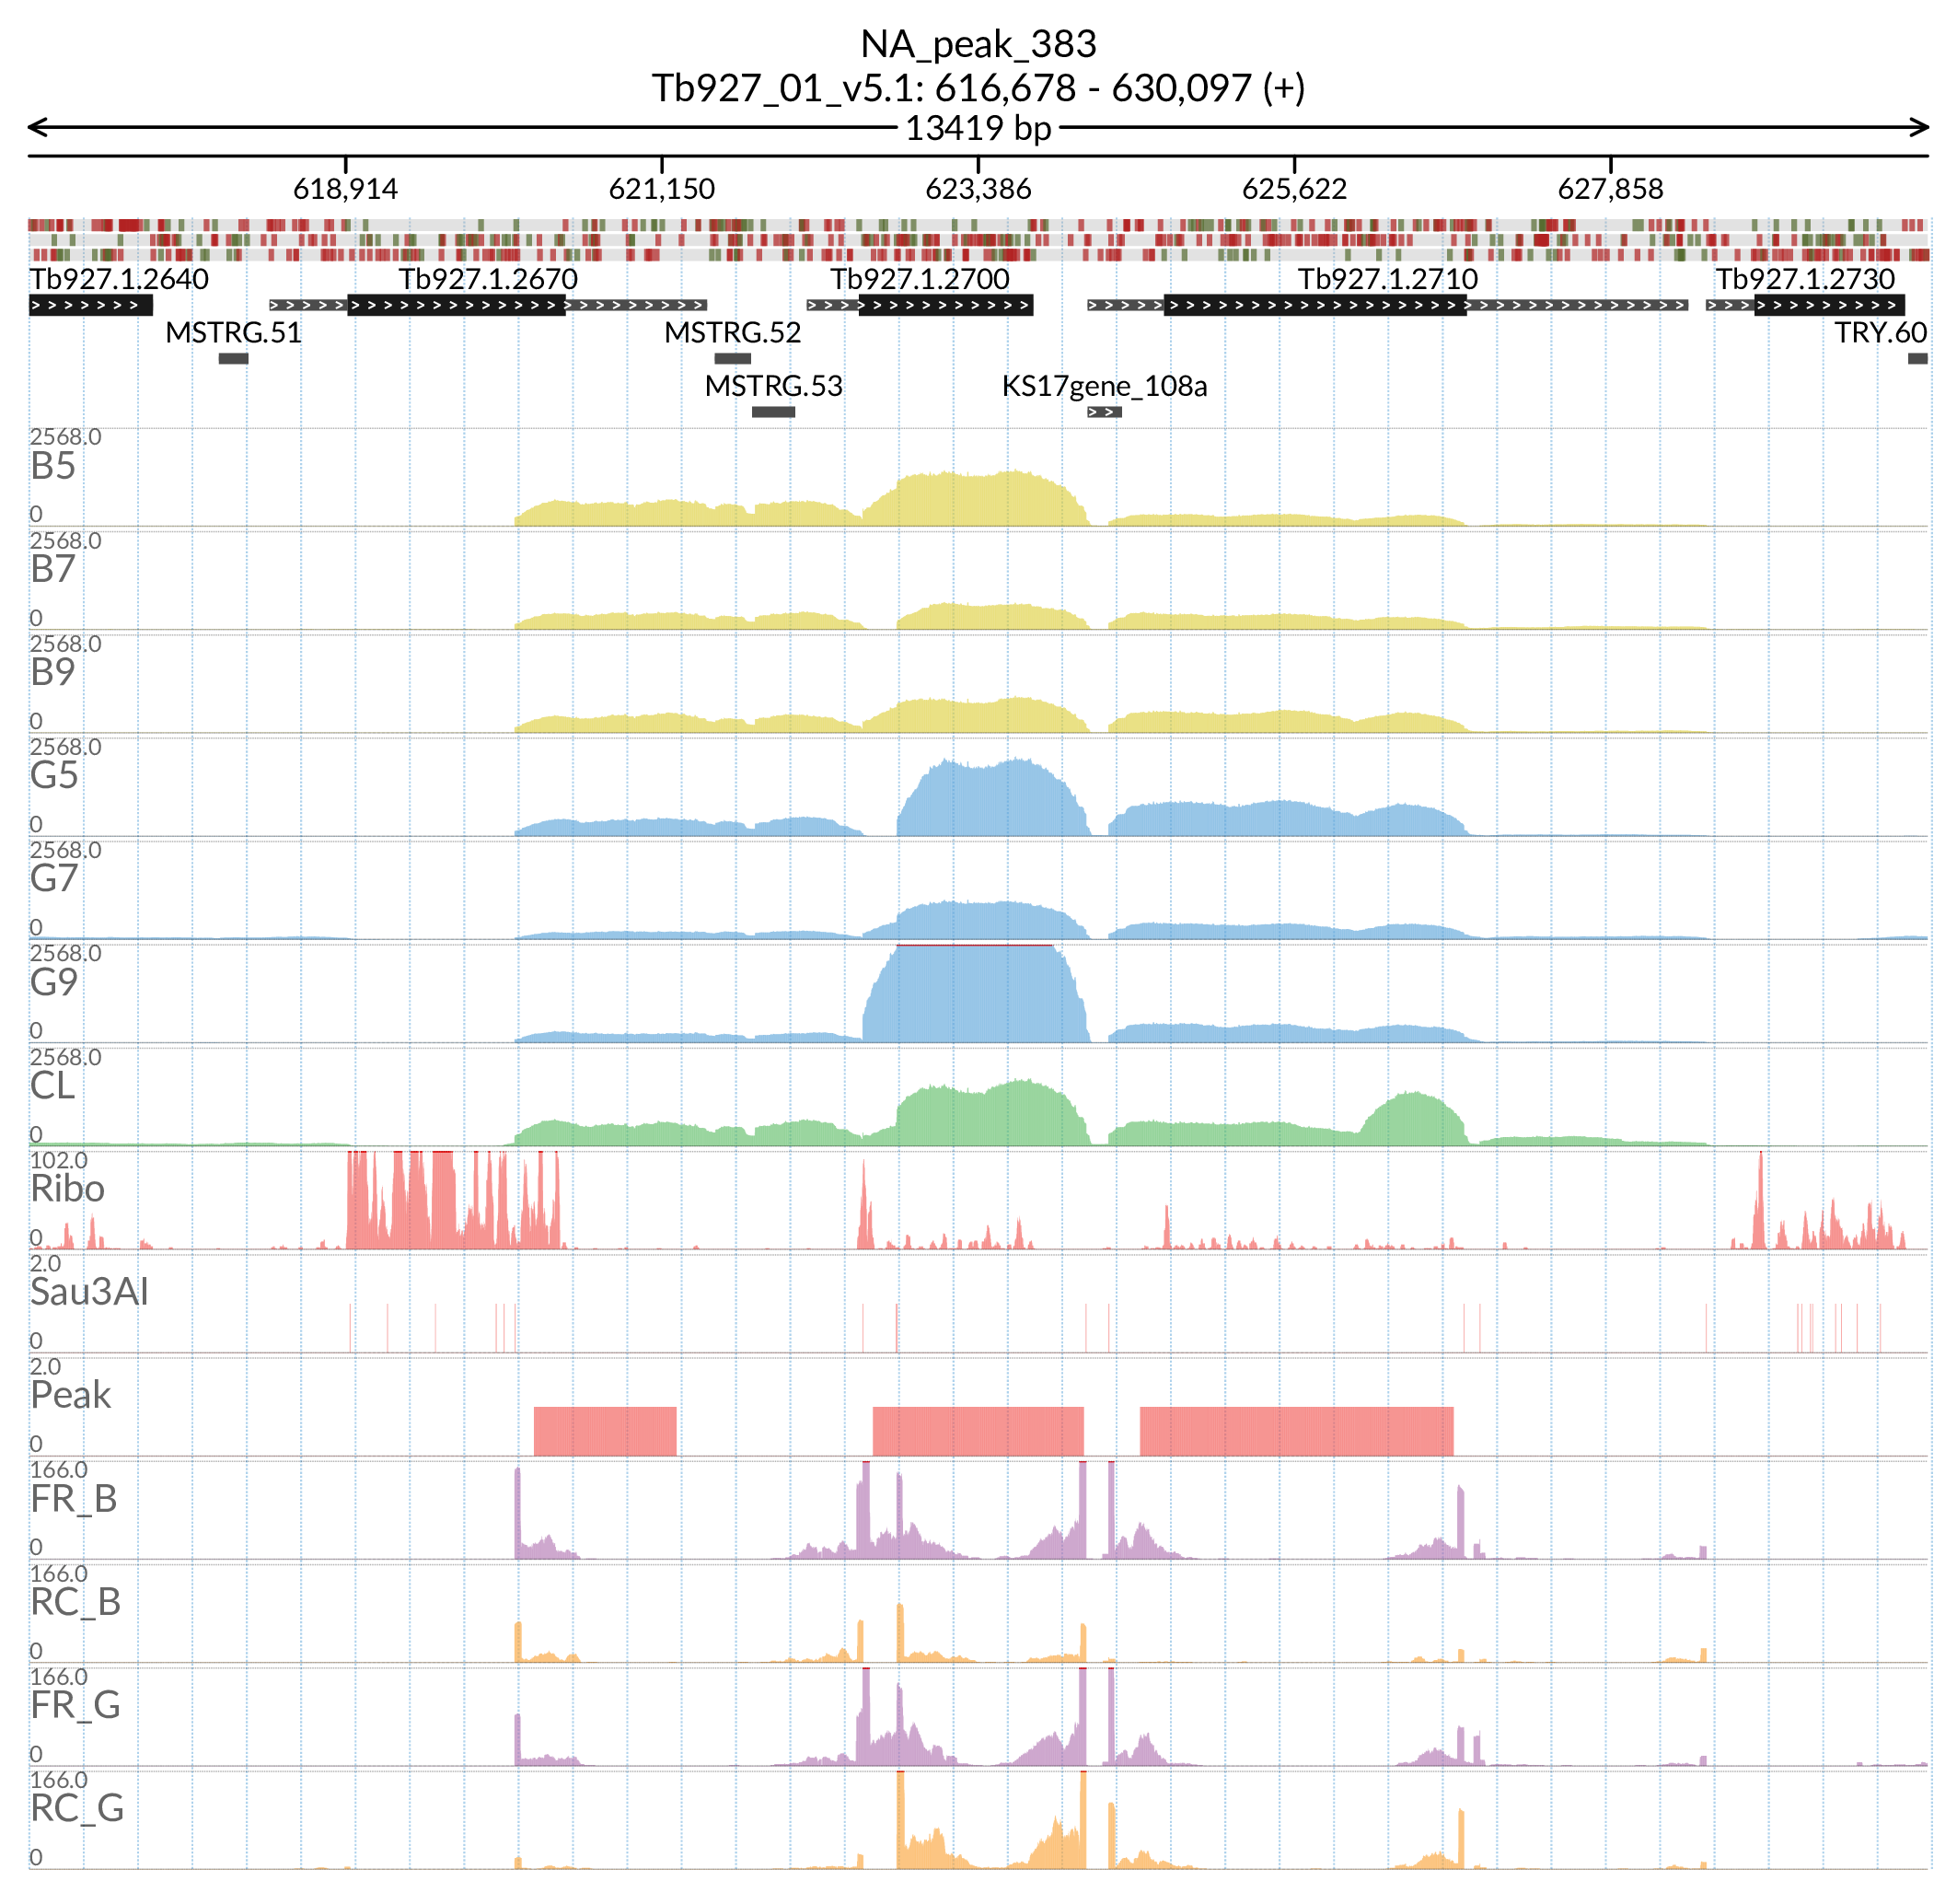 NA_peak_383
Tb927_01_v5.1: 616,678 - 630,097 (+)
13419 bp
618,914 621,150 623,386 625,622 627,858
Tb927.1.2640 Tb927.1.2670 Tb927.1.2700 Tb927.1.2710 Tb927.1.2730
MSTRG.51 MSTRG.52 TRY.60
MSTRG.53 KS17gene_108a
2568.0
B5
0
2568.0
B7
0
2568.0
B9
0
2568.0
G5
0
2568.0
G7
0
2568.0
G9
0
2568.0
CL
0
102.0
Ribo
0
2.0
Sau3AI
0
2.0
Peak
0
166.0
FR_B
0
166.0
RC_B
0
166.0
FR_G
0
166.0
RC_G
0